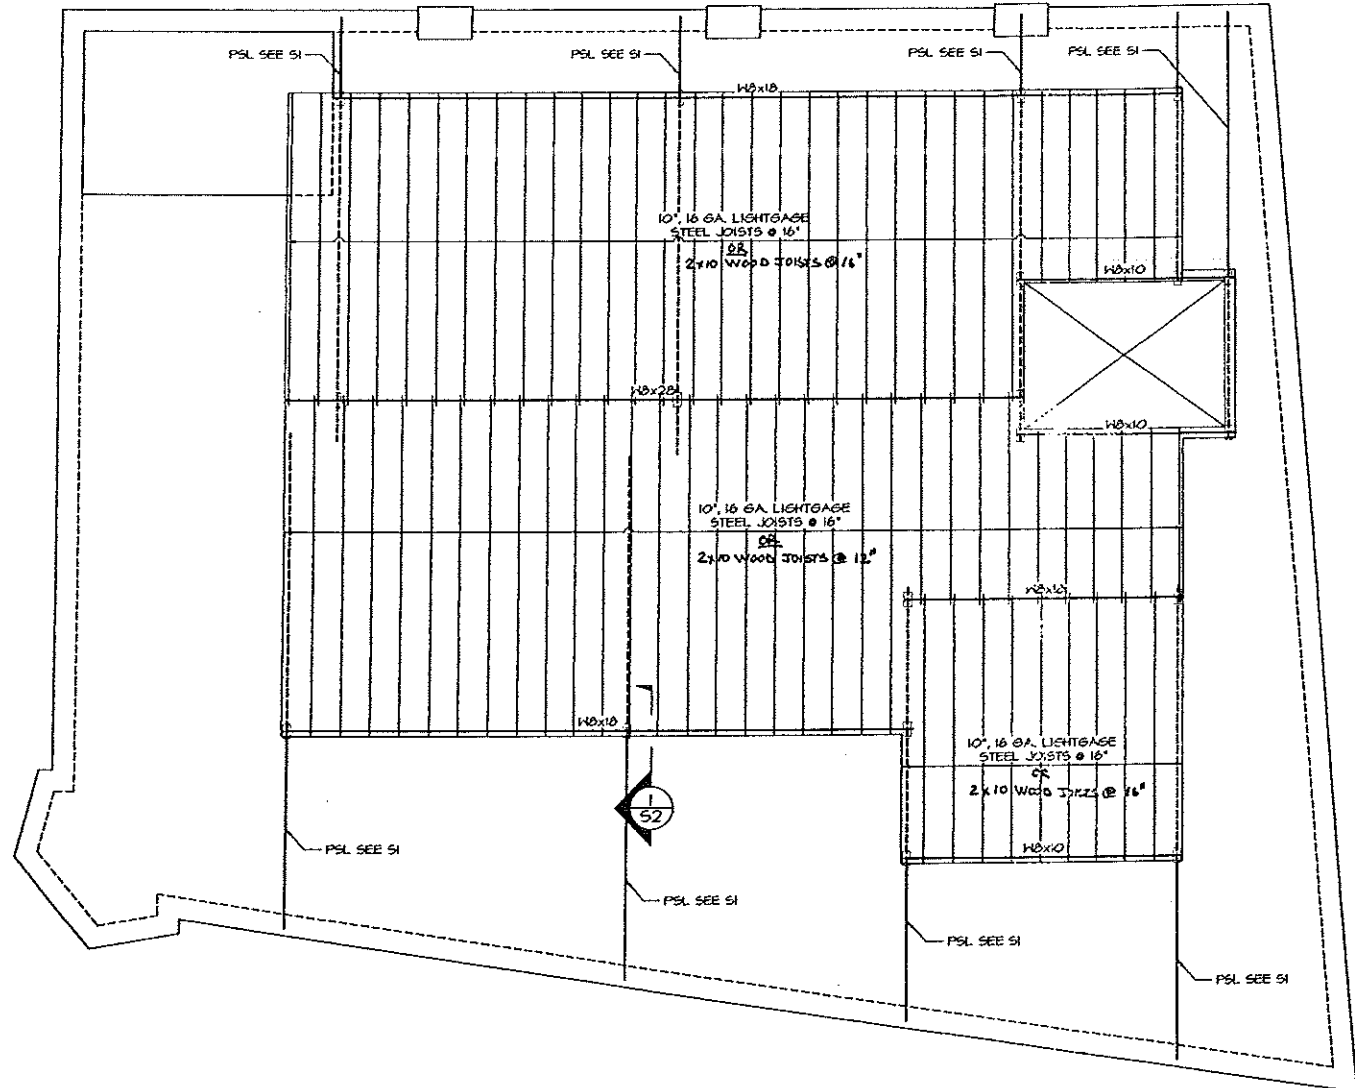 PSL SEE S1
PSL SEE S1
PSL SEE S1
PSL SEE S1
W8x18
10", 16 GA. LIGHTGAGE
STEEL JOISTS @ 16"
OR
2x10 WOOD JOISTS @ 16"
W8x10
W8x28
W8x10
10", 16 GA. LIGHTGAGE
STEEL JOISTS @ 16"
OR
2x10 WOOD JOISTS @ 12"
W8x18
10", 16 GA. LIGHTGAGE
STEEL JOISTS @ 16"
OR
2x10 WOOD @ 16"
1
S2
W8x10
PSL SEE S1
PSL SEE S1
PSL SEE S1
PSL SEE S1